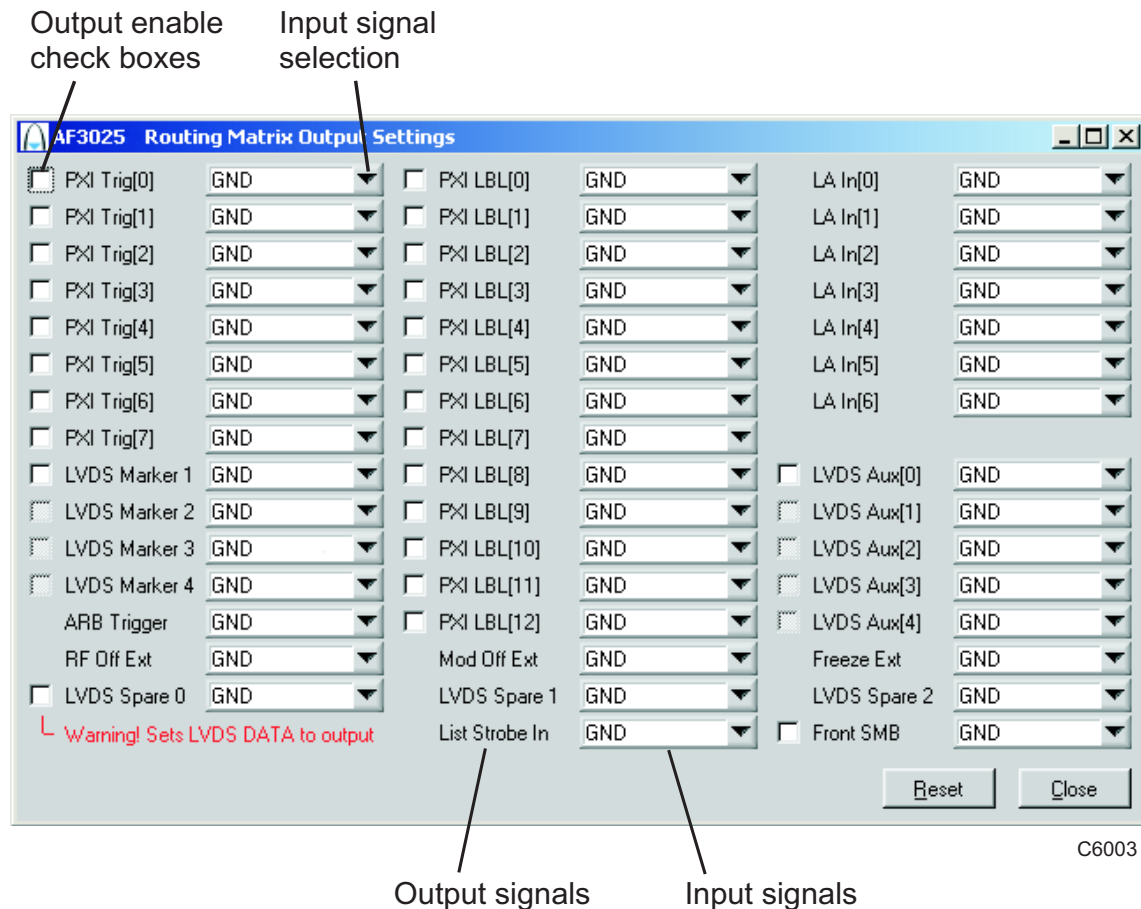 Output enable
check boxes
Input signal
selection
AF3025 Routing Matrix Output Settings
PXI Trig[0] GND PXI LBL[0] GND LA In[0] GND
PXI Trig[1] GND PXI LBL[1] GND LA In[1] GND
PXI Trig[2] GND PXI LBL[2] GND LA In[2] GND
PXI Trig[3] GND PXI LBL[3] GND LA In[3] GND
PXI Trig[4] GND PXI LBL[4] GND LA In[4] GND
PXI Trig[5] GND PXI LBL[5] GND LA In[5] GND
PXI Trig[6] GND PXI LBL[6] GND LA In[6] GND
PXI Trig[7] GND PXI LBL[7] GND
LVDS Marker 1 GND PXI LBL[8] GND LVDS Aux[0] GND
LVDS Marker 2 GND PXI LBL[9] GND LVDS Aux[1] GND
LVDS Marker 3 GND PXI LBL[10] GND LVDS Aux[2] GND
LVDS Marker 4 GND PXI LBL[11] GND LVDS Aux[3] GND
ARB Trigger GND PXI LBL[12] GND LVDS Aux[4] GND
RF Off Ext GND Mod Off Ext GND Freeze Ext GND
LVDS Spare 0 GND LVDS Spare 1 GND LVDS Spare 2 GND
Warning! Sets LVDS DATA to output List Strobe In GND Front SMB GND
Reset Close
C6003
Output signals Input signals